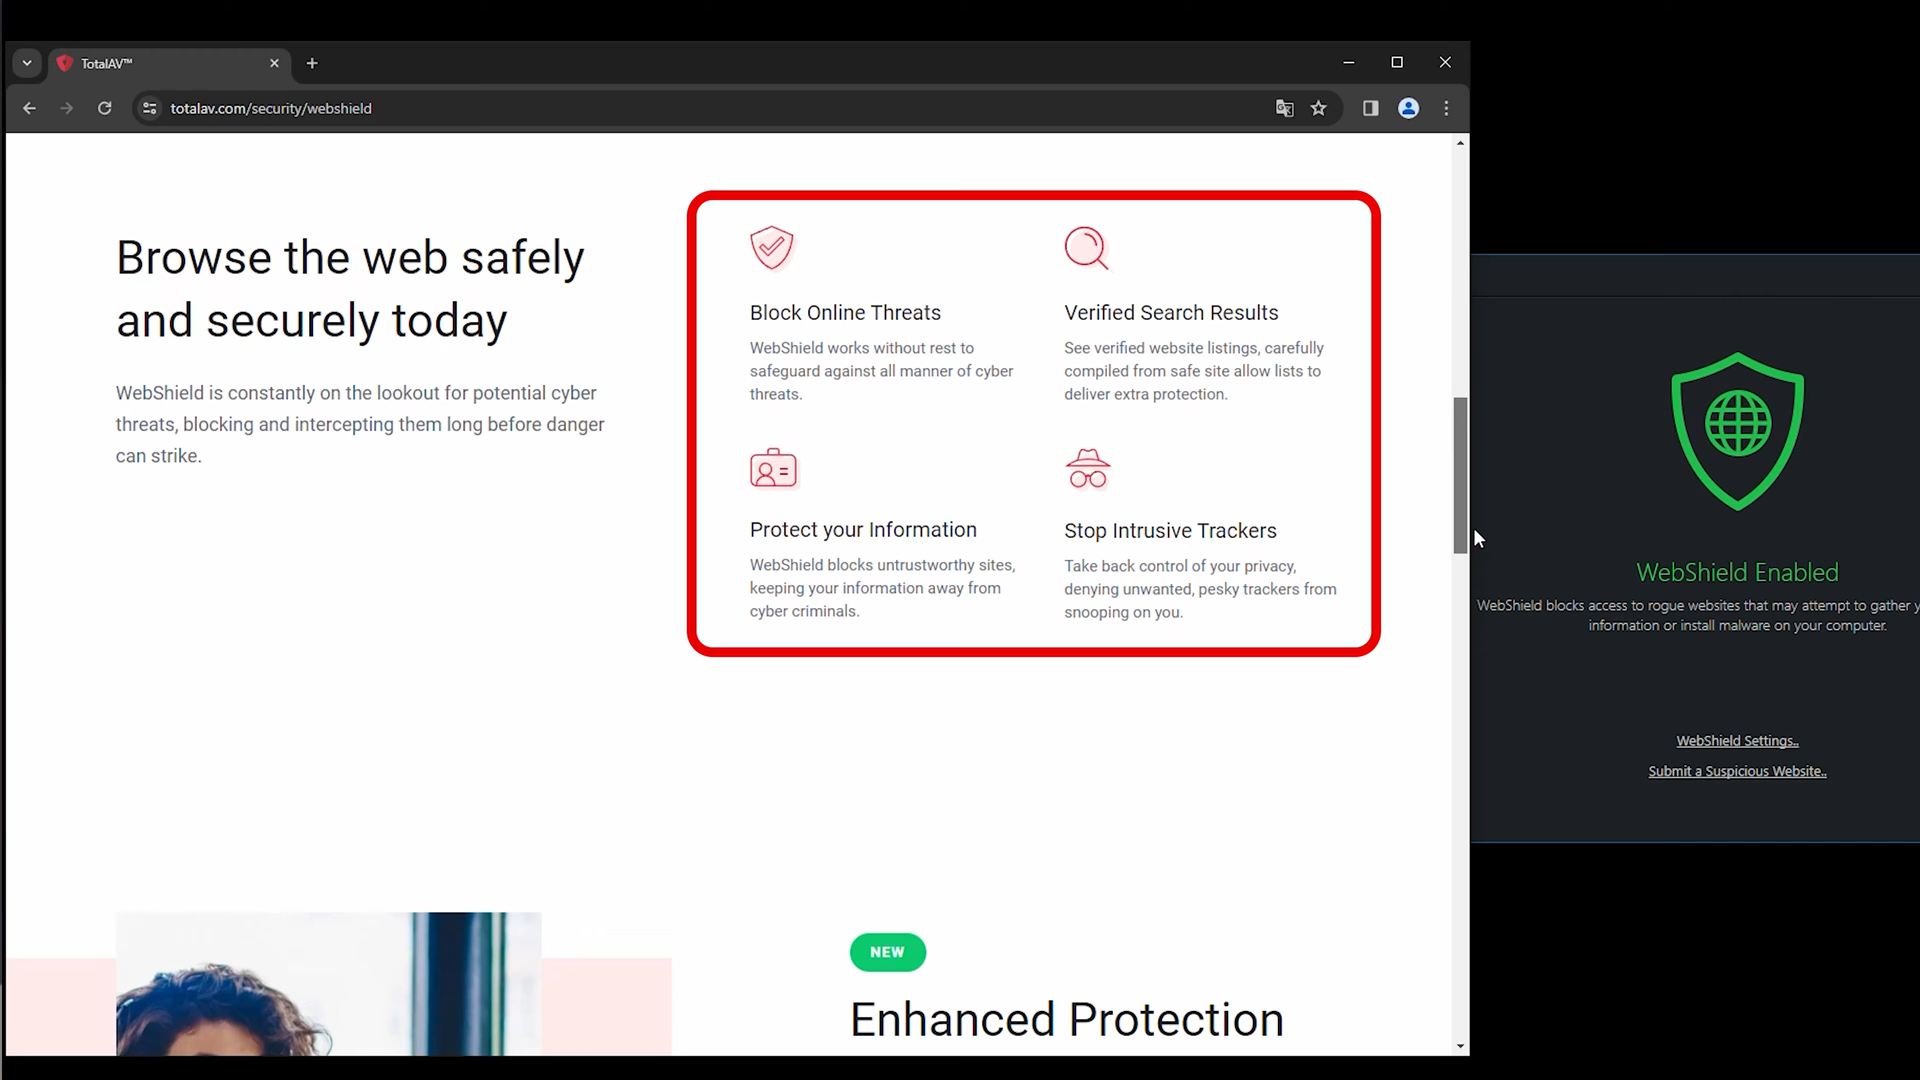 TotalAV™
totalav.com/security/webshield
Browse the web safely
and securely today
WebShield is constantly on the lookout for potential cyber
threats, blocking and intercepting them long before danger
can strike.
Block Online Threats
WebShield works without rest to
safeguard against all manner of cyber
threats.
Verified Search Results
See verified website listings, carefully
compiled from safe site allow lists to
deliver extra protection.
Protect your Information
WebShield blocks untrustworthy sites,
keeping your information away from
cyber criminals.
Stop Intrusive Trackers
Take back control of your privacy,
denying unwanted, pesky trackers from
snooping on you.
NEW
Enhanced Protection
WebShield Enabled
WebShield blocks access to rogue websites that may attempt to gather
information or install malware on your computer.
WebShield Settings..
Submit a Suspicious Website..